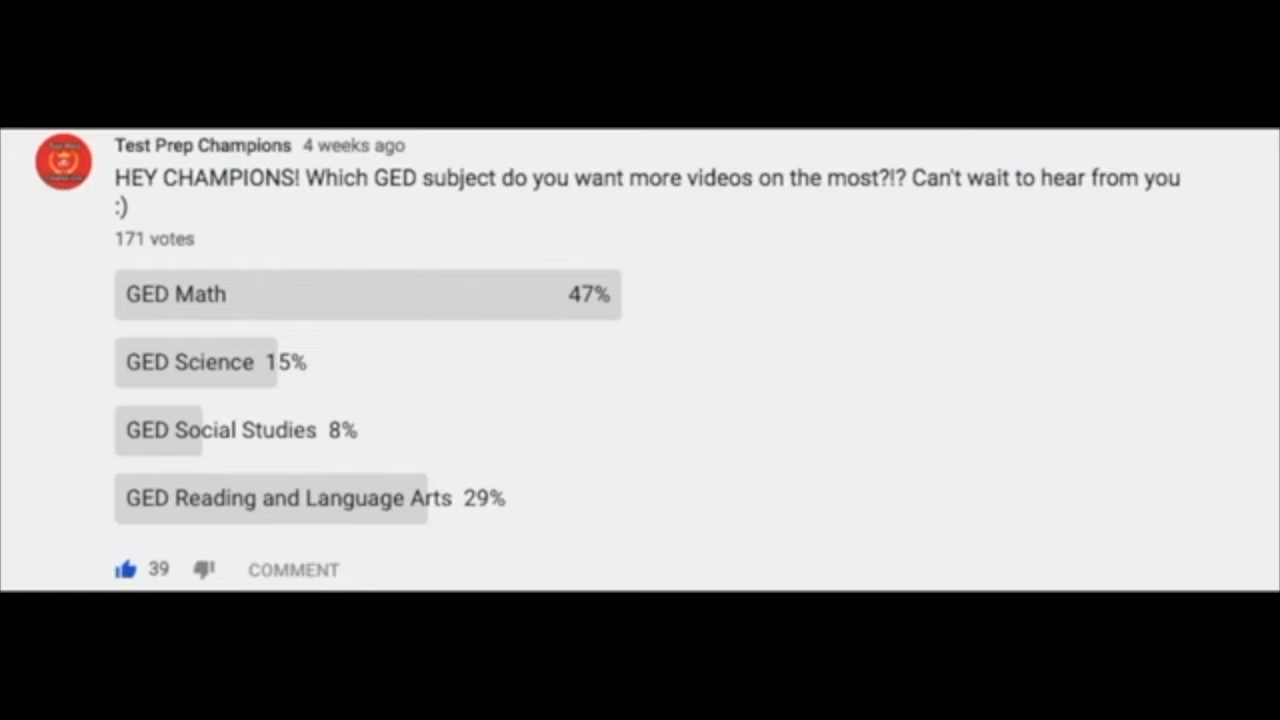 Test Prep Champions 4 weeks ago
HEY CHAMPIONS! Which GED subject do you want more videos on the most?!? Can't wait to hear from you
:)
171 votes
GED Math 47%
GED Science 15%
GED Social Studies 8%
GED Reading and Language Arts 29%
39 COMMENT